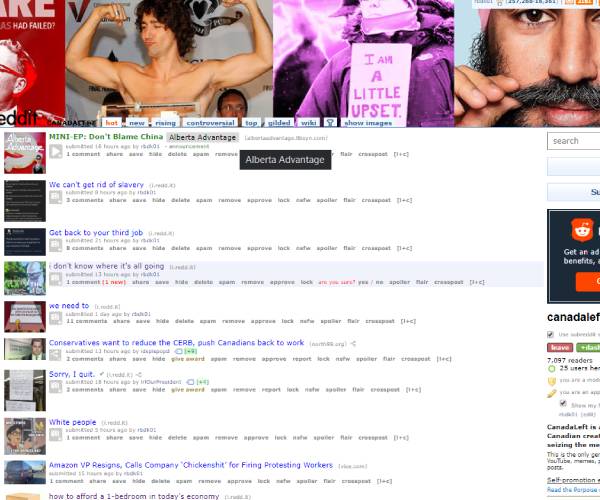 ARE
AS HAD FAILED?
I AM
A
LITTLE
UPSET.
eddit CANADALEFT hot new rising controversial top gilded wiki show images
MINI-EP: Don't Blame China Alberta Advantage (albertaadvantage.libsyn.com)
submitted 16 hours ago by rbdk01 - announcement
1 comment share save hide delete spam remove flair crosspost [l+c]
Alberta Advantage
search
We can't get rid of slavery (i.redd.it)
submitted 9 hours ago by rbdk01
3 comments share save hide delete spam remove approve lock nsfw spoiler flair crosspost [l+c]
Get back to your third job (i.redd.it)
submitted 21 hours ago by rbdk01
8 comments share save hide delete spam remove approve lock nsfw spoiler flair crosspost [l+c]
Get an ad
benefits, a
i don't know where it's all going (i.redd.it)
submitted 13 hours ago by rbdk01
1 comment (1 new) share save hide delete spam remove approve lock are you sure? yes / no spoiler flair crosspost [l+c]
we need to (i.redd.it)
submitted 1 day ago by rbdk01
11 comments share save hide delete spam remove approve lock nsfw spoiler flair crosspost [l+c]
canadalef
Use subreddit s
leave +dash
7,097 readers
25 users her
you are a mod
you are an app
Show my f
rbdk01 (edit)
Conservatives want to reduce the CERB, push Canadians back to work (north99.org)
submitted 13 hours ago by idspispopd [+9]
2 comments share save hide give award spam remove approve report lock nsfw spoiler flair crosspost [l+c]
Sorry, I quit. (i.redd.it)
[+4]
2 comments share save hide give award spam remove approve report lock nsfw spoiler flair crosspost [l+c]
White people (i.redd.it)
submitted 5 hours ago by rbdk01
1 comment share save hide delete spam remove approve lock nsfw spoiler flair crosspost [l+c]
CanadaLeft is a
Canadian creat
seizing the me
This is the only ger
YouTube, memes, p
posts.
Amazon VP Resigns, Calls Company 'Chickenshit' for Firing Protesting Workers (vice.com)
submitted 15 hours ago by rbdk01
1 comment share save hide delete spam remove approve lock nsfw spoiler flair crosspost [l+c]
Self-promotion
Read the Porpoise
how to afford a 1-bedroom in today's economy (i.redd.it)